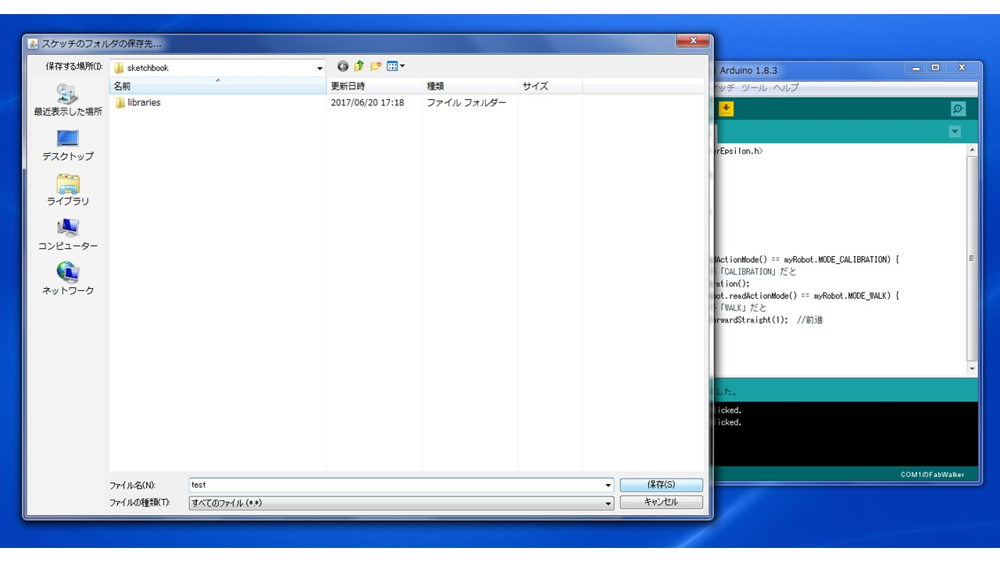 スケッチのフォルダの保存先...
保存する場所(I):
sketchbook
名前
更新日時
種類
サイズ
libraries
2017/06/20 17:18
ファイル フォルダー
最近表示した場所
デスクトップ
ライブラリ
コンピューター
ネットワーク
ファイル名(N):
test
保存(S)
ファイルの種類(T):
すべてのファイル (**)
キャンセル
Arduino 1.8.3
ッチ ツール ヘルプ
rEpsilon.h>
ActionMode() == myRobot.MODE_CALIBRATION) {
「CALIBRATION」だと
ration();
bot.readActionMode() == myRobot.MODE_WALK) {
「WALK」だと
orwardStraight(1); //前進
した。
icked.
icked.
COM1のFabWalker